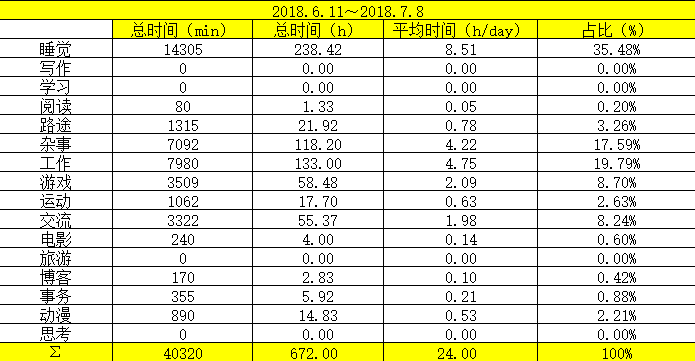 2018.6.11～2018.7.8
总时间（min） 总时间（h） 平均时间（h/day） 占比（%）
睡觉 14305 238.42 8.51 35.48%
写作 0 0.00 0.00 0.00%
学习 0 0.00 0.00 0.00%
阅读 80 1.33 0.05 0.20%
路途 1315 21.92 0.78 3.26%
杂事 7092 118.20 4.22 17.59%
工作 7980 133.00 4.75 19.79%
游戏 3509 58.48 2.09 8.70%
运动 1062 17.70 0.63 2.63%
交流 3322 55.37 1.98 8.24%
电影 240 4.00 0.14 0.60%
旅游 0 0.00 0.00 0.00%
博客 170 2.83 0.10 0.42%
事务 355 5.92 0.21 0.88%
动漫 890 14.83 0.53 2.21%
思考 0 0.00 0.00 0.00%
Σ 40320 672.00 24.00 100%